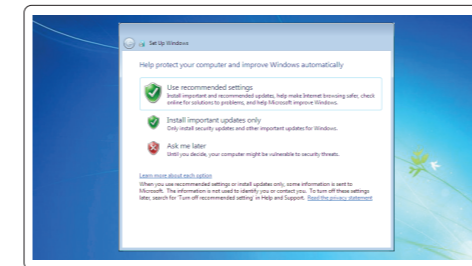 Set Up Windows
Help protect your computer and improve Windows automatically
Use recommended settings
Install important and recommended updates, help make Internet browsing safer, check
online for solutions to problems, and help Microsoft improve Windows.
Install important updates only
Only install security updates and other important updates for Windows.
Ask me later
Until you decide, your computer might be vulnerable to security threats.
Learn more about each option
When you use recommended settings or install updates only, some information is sent to
Microsoft. The information is not used to identify you or contact you. To turn off these settings
later, search for 'Turn off recommended setting' in Help and Support. Read the privacy statement